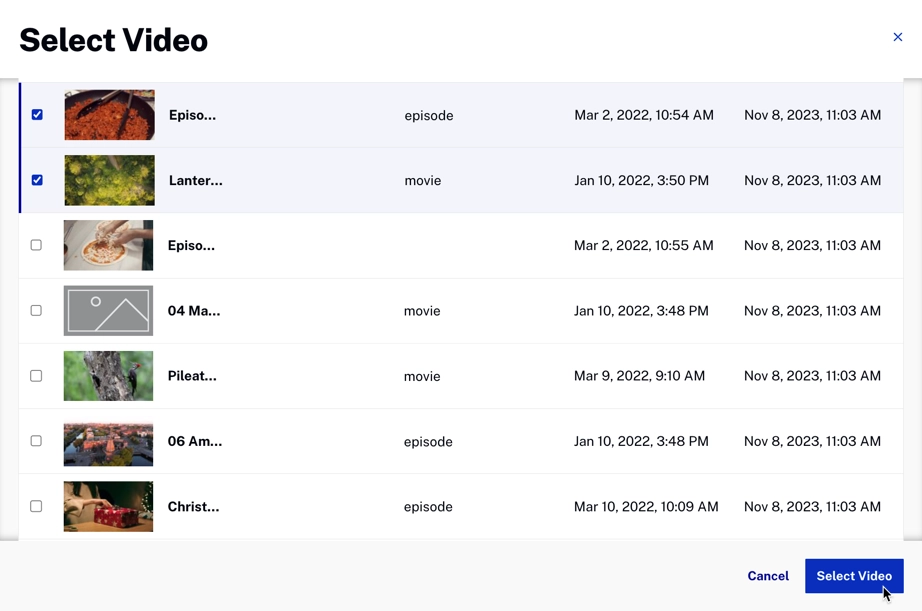 Select Video
×
Episo... episode Mar 2, 2022, 10:54 AM Nov 8, 2023, 11:03 AM
Lanter... movie Jan 10, 2022, 3:50 PM Nov 8, 2023, 11:03 AM
Episo... Mar 2, 2022, 10:55 AM Nov 8, 2023, 11:03 AM
04 Ma... movie Jan 10, 2022, 3:48 PM Nov 8, 2023, 11:03 AM
Pileat... movie Mar 9, 2022, 9:10 AM Nov 8, 2023, 11:03 AM
06 Am... episode Jan 10, 2022, 3:48 PM Nov 8, 2023, 11:03 AM
Christ... episode Mar 10, 2022, 10:09 AM Nov 8, 2023, 11:03 AM
Cancel Select Video